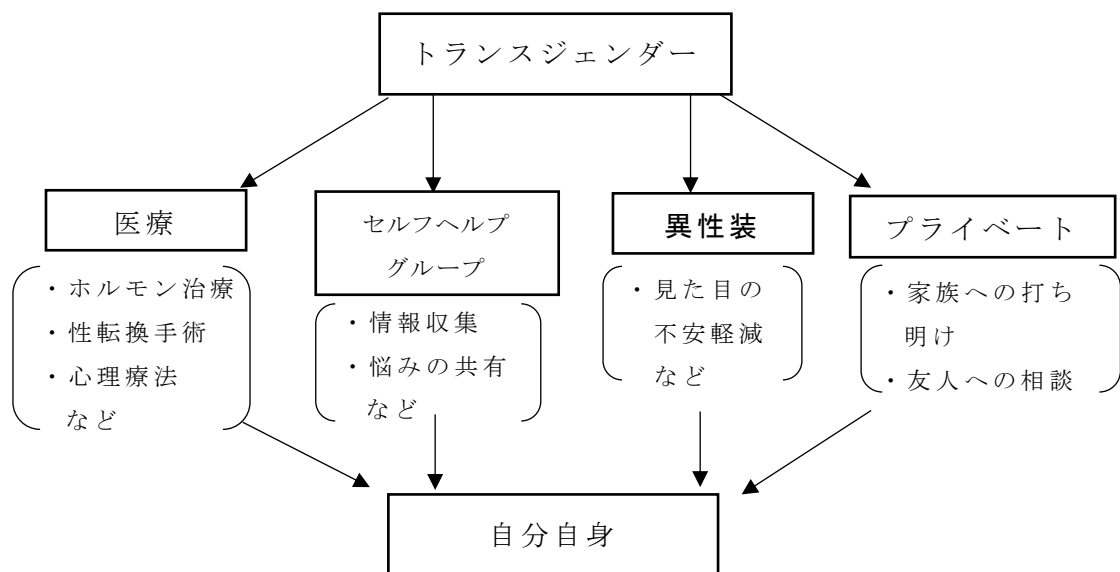 トランスジェンダー
医療
・ホルモン治療
・性転換手術
・心理療法
など
セルフヘルプ
グループ
・情報収集
・悩みの共有
など
異性装
・見た目の
不安軽減
など
プライベート
・家族への打ち
明け
・友人への相談
自分自身